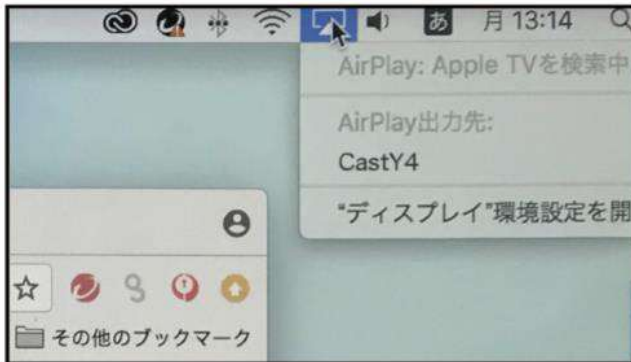 あ 月 13:14
AirPlay: Apple TVを検索中
AirPlay出力先:
CastY4
“ディスプレイ”環境設定を開
その他のブックマーク